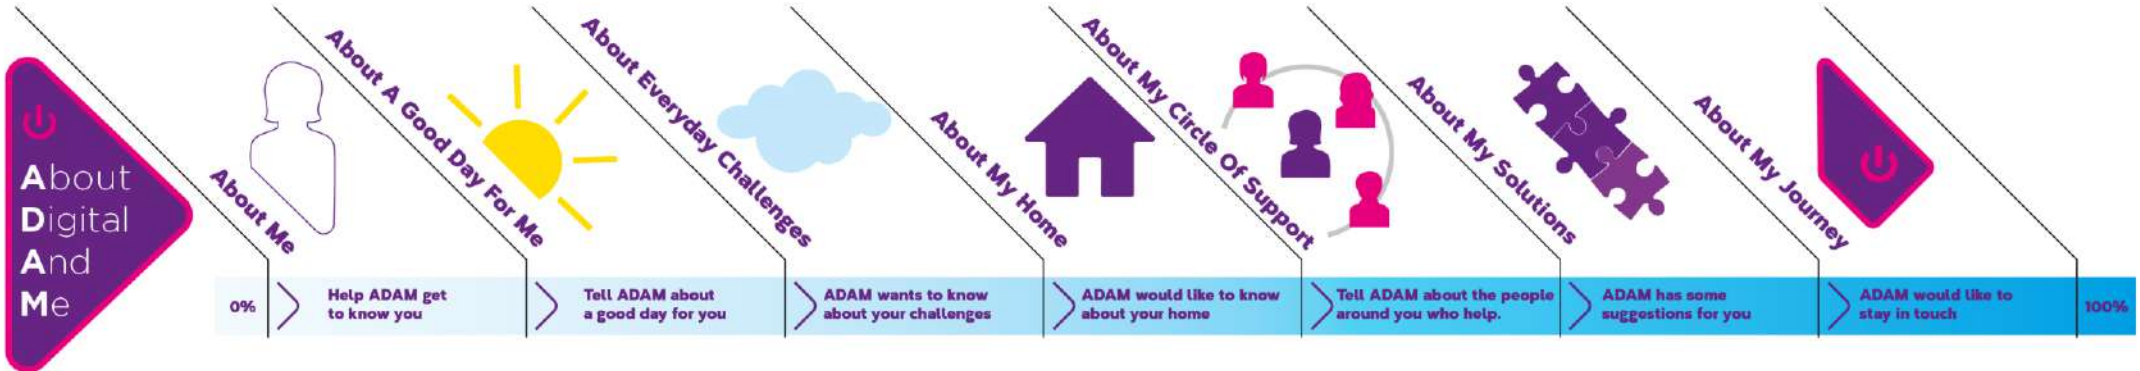 About
Digital
And
Me
About Me
About A Good Day For Me
About Everyday Challenges
About My Home
About My Circle Of Support
About My Solutions
About My Journey
0%
Help ADAM get
to know you
Tell ADAM about
a good day for you
ADAM wants to know
about your challenges
ADAM would like to know
about your home
Tell ADAM about the people
around you who help.
ADAM has some
suggestions for you
ADAM would like to
stay in touch
100%